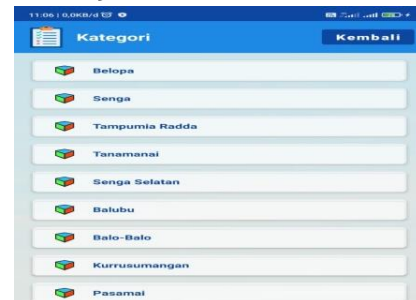 11:06 | 0,0KB/d
Kategori
Kembali
Belopa
Senga
Tampumia Radda
Tanamanai
Senga Selatan
Balubu
Balo-Balo
Kurrusumangan
Pasamai